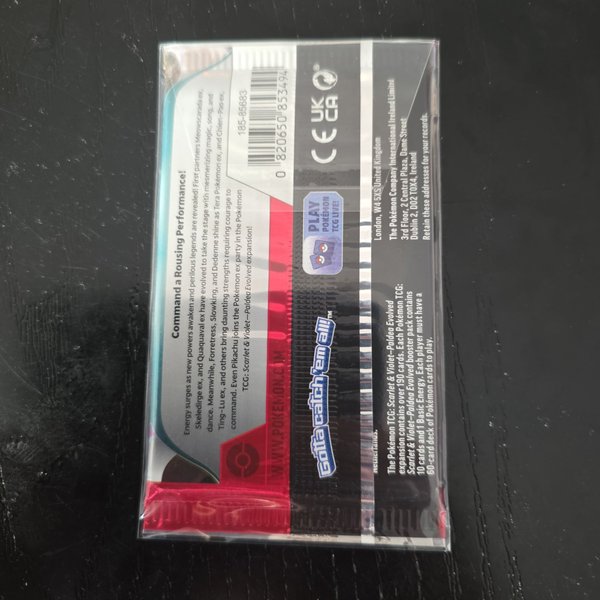 Command a Rousing Performance!
Energy surges as new powers awaken and perilous legends are revealed! First partners Meowscarada ex,
Skeledirge ex, and Quaquaval ex have evolved to take the stage with mesmerizing magic, song, and
dance. Meanwhile, Forretress, Slowking, and Dedenne shine as Tera Pokémon ex, and Chien-Pao ex,
Ting-Lu ex, and others bring daunting strengths requiring courage to
command. Even Pikachu joins the Pokémon ex party in the Pokémon
TCG: Scarlet & Violet—Paldea Evolved expansion!
WWW.POKEMON.COM
185-85683
0 820650 853494
CE UK
CA
PLAY
POKÉMON
TCG LIVE!
Gotta catch 'em all!™
The Pokémon TCG: Scarlet & Violet—Paldea Evolved
expansion contains over 190 cards. Each Pokémon TCG:
Scarlet & Violet—Paldea Evolved booster pack contains
10 cards and 1 Basic Energy. Each player must have a
60-card deck of Pokémon cards to play.
London, W4 5XS, United Kingdom
The Pokémon Company International Ireland Limited
3rd Floor, 2 Central Plaza, Dame Street
Dublin 2, D02 T0X4, Ireland
Retain these addresses for your records.